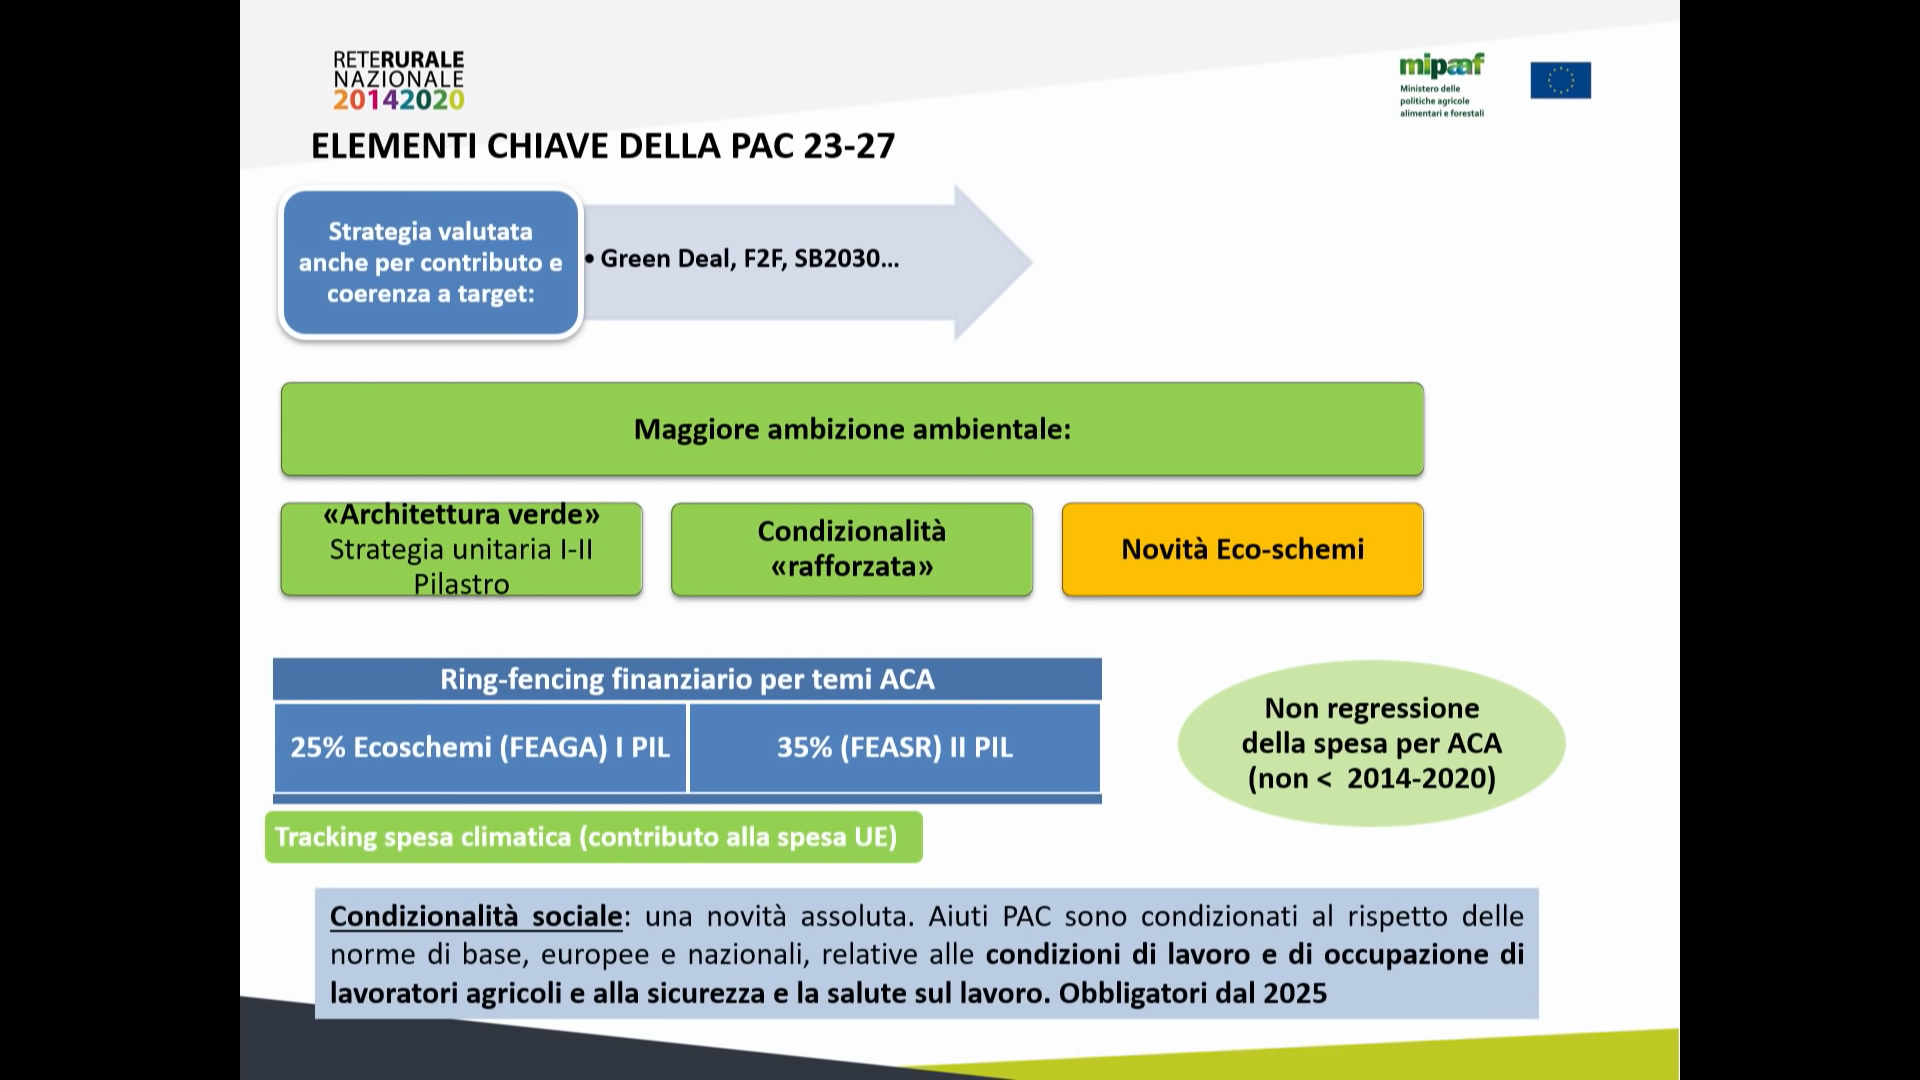 RETERURALE
NAZIONALE
20142020
mipaaf
Ministero delle
politiche agricole
alimentari e forestali
ELEMENTI CHIAVE DELLA PAC 23-27
Strategia valutata
anche per contributo e
coerenza a target:
• Green Deal, F2F, SB2030...
Maggiore ambizione ambientale:
«Architettura verde»
Strategia unitaria I-II
Pilastro
Condizionalità
«rafforzata»
Novità Eco-schemi
Ring-fencing finanziario per temi ACA
25% Ecoschemi (FEAGA) I PIL
35% (FEASR) II PIL
Non regressione
della spesa per ACA
(non < 2014-2020)
Tracking spesa climatica (contributo alla spesa UE)
Condizionalità sociale: una novità assoluta. Aiuti PAC sono condizionati al rispetto delle
norme di base, europee e nazionali, relative alle condizioni di lavoro e di occupazione di
lavoratori agricoli e alla sicurezza e la salute sul lavoro. Obbligatori dal 2025